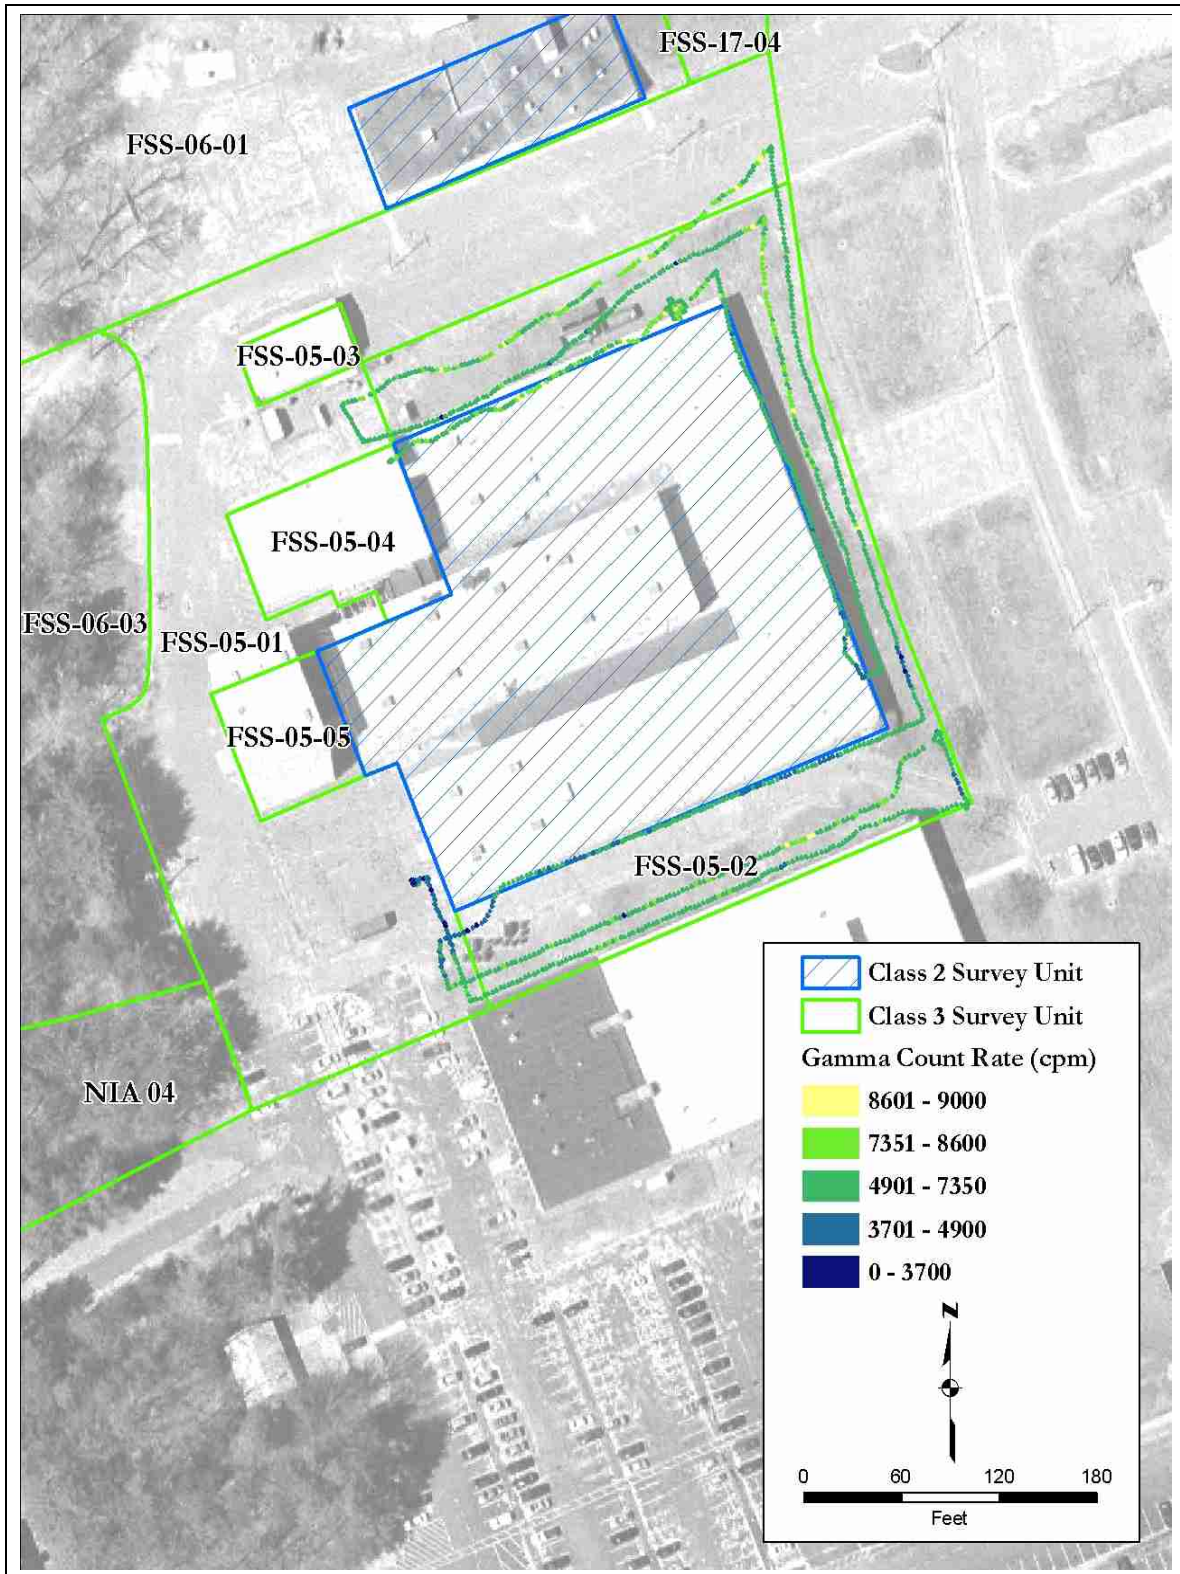 FSS-17-04
FSS-06-01
FSS-05-03
FSS-05-04
FSS-06-03
FSS-05-01
FSS-05-05
FSS-05-02
NIA 04
Class 2 Survey Unit
Class 3 Survey Unit
Gamma Count Rate (cpm)
8601 - 9000
7351 - 8600
4901 - 7350
3701 - 4900
0 - 3700
N
0 60 120 180
Feet